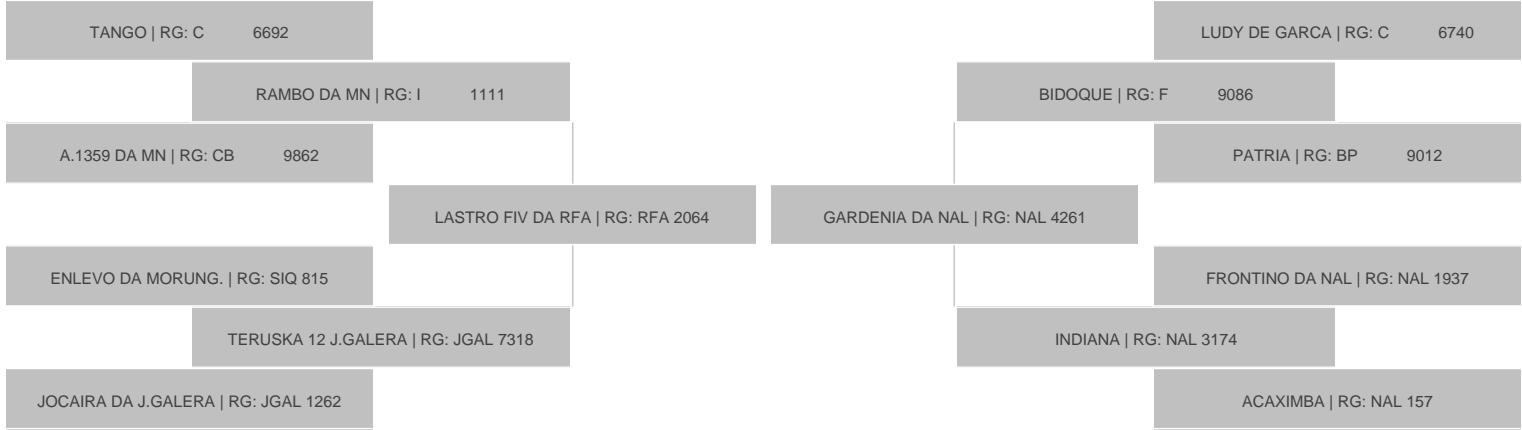 TANGO | RG: C 6692
LUDY DE GARCA | RG: C 6740
RAMBO DA MN | RG: I 1111
BIDOQUE | RG: F 9086
A.1359 DA MN | RG: CB 9862
PATRIA | RG: BP 9012
LASTRO FIV DA RFA | RG: RFA 2064
GARDENIA DA NAL | RG: NAL 4261
ENLEVO DA MORUNG. | RG: SIQ 815
FRONTINO DA NAL | RG: NAL 1937
TERUSKA 12 J.GALERA | RG: JGAL 7318
INDIANA | RG: NAL 3174
JOCAIRA DA J.GALERA | RG: JGAL 1262
ACAXIMBA | RG: NAL 157